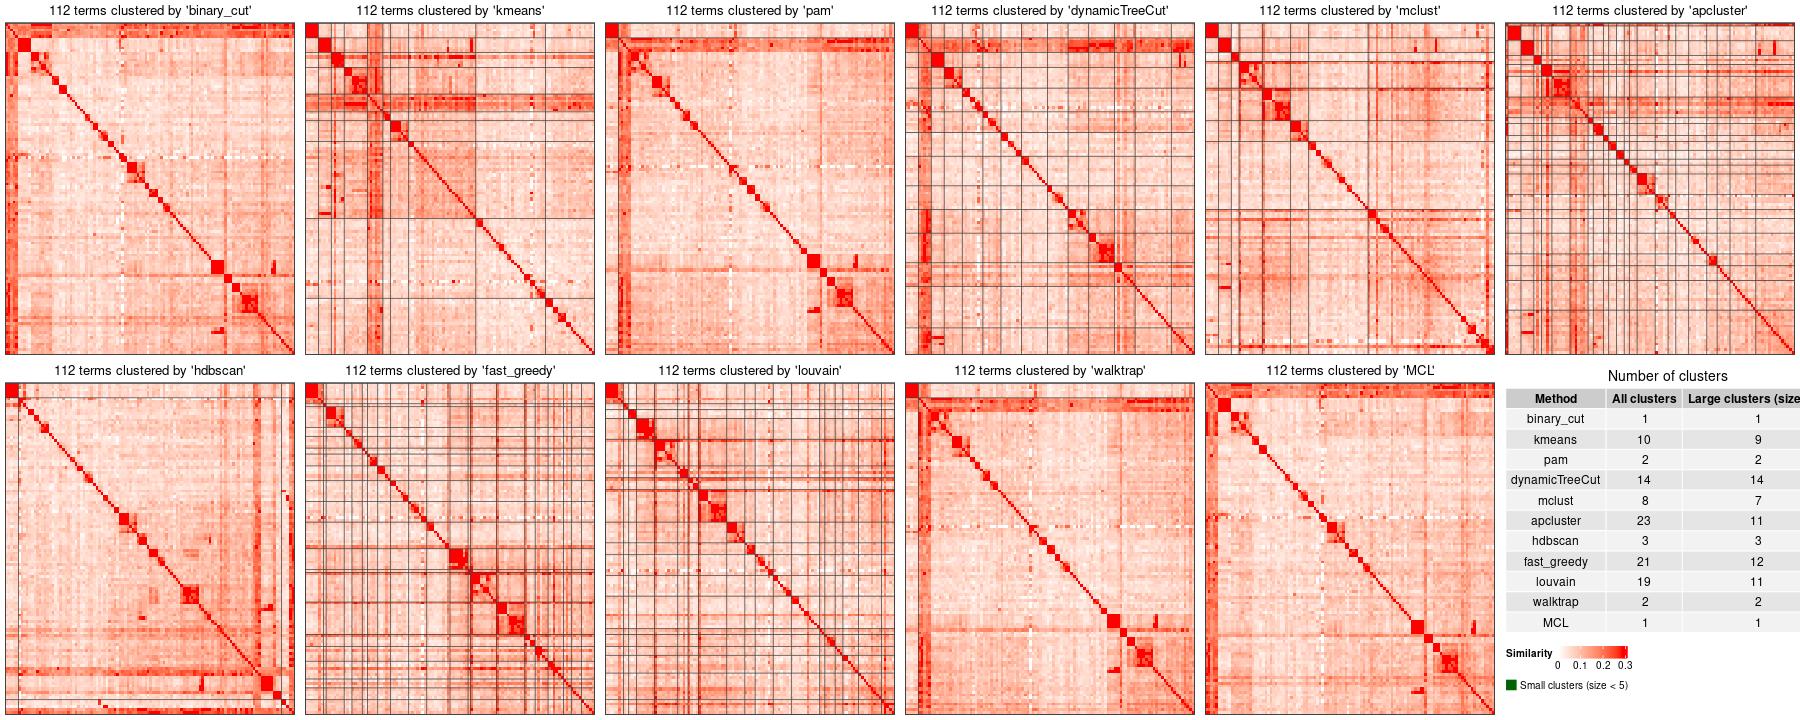 112 terms clustered by 'binary_cut'
112 terms clustered by 'kmeans'
112 terms clustered by 'pam'
112 terms clustered by 'dynamicTreeCut'
112 terms clustered by 'mclust'
112 terms clustered by 'apcluster'
112 terms clustered by 'hdbscan'
112 terms clustered by 'fast_greedy'
112 terms clustered by 'louvain'
112 terms clustered by 'walktrap'
112 terms clustered by 'MCL'
Number of clusters
Method All clusters Large clusters (size
binary_cut 1 1
kmeans 10 9
pam 2 2
dynamicTreeCut 14 14
mclust 8 7
apcluster 23 11
hdbscan 3 3
fast_greedy 21 12
louvain 19 11
walktrap 2 2
MCL 1 1
Similarity
0 0.1 0.2 0.3
Small clusters (size < 5)